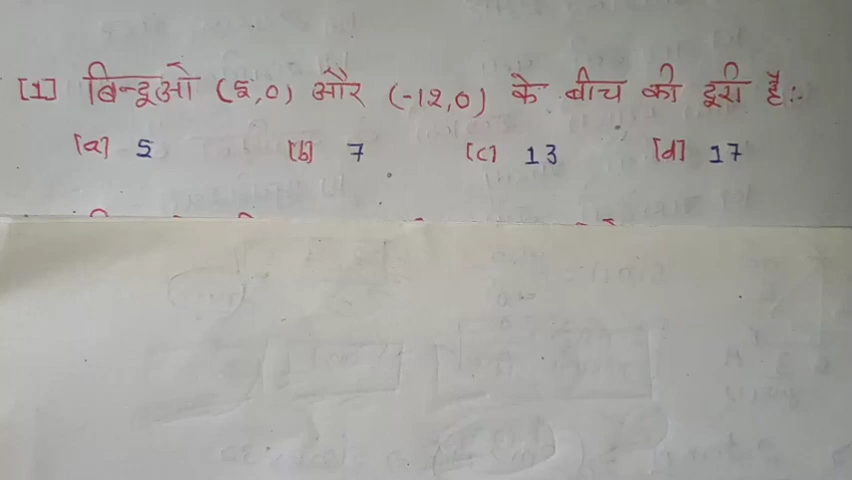 [1] बिन्दूओ (5,0) और (-12,0) के बीच की दूरी है:-
[a] 5 [b] 7 [c] 13 [d] 17